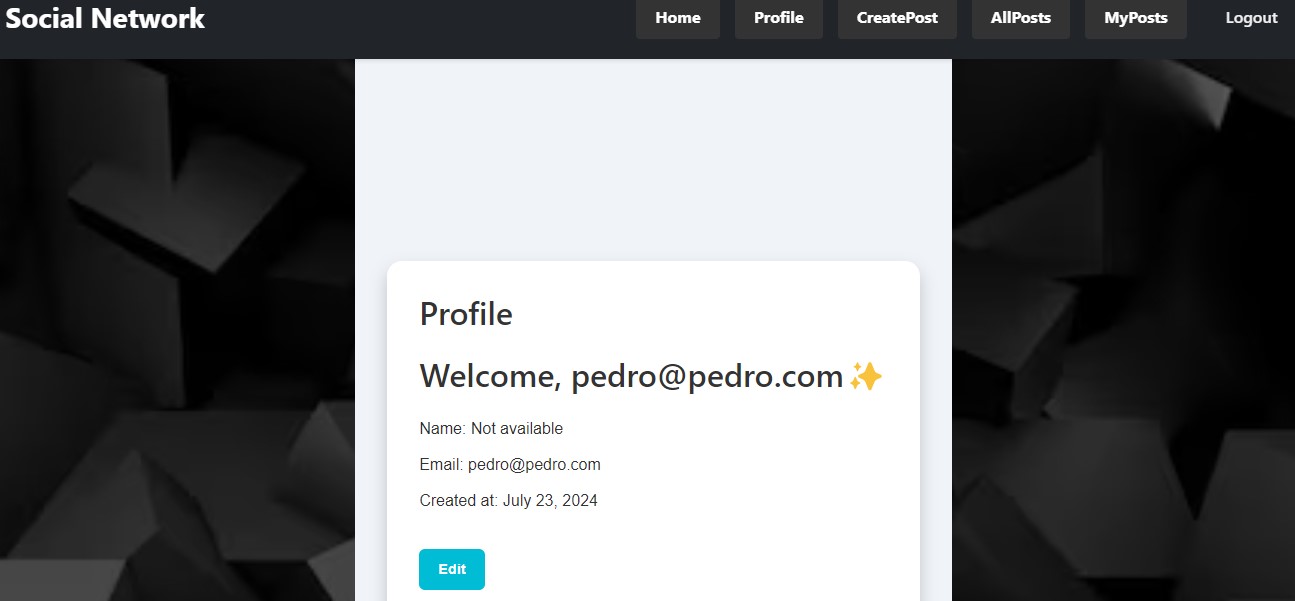 Social Network Home Profile CreatePost AllPosts MyPosts Logout
Profile
Welcome, pedro@pedro.com ✨
Name: Not available
Email: pedro@pedro.com
Created at: July 23, 2024
Edit